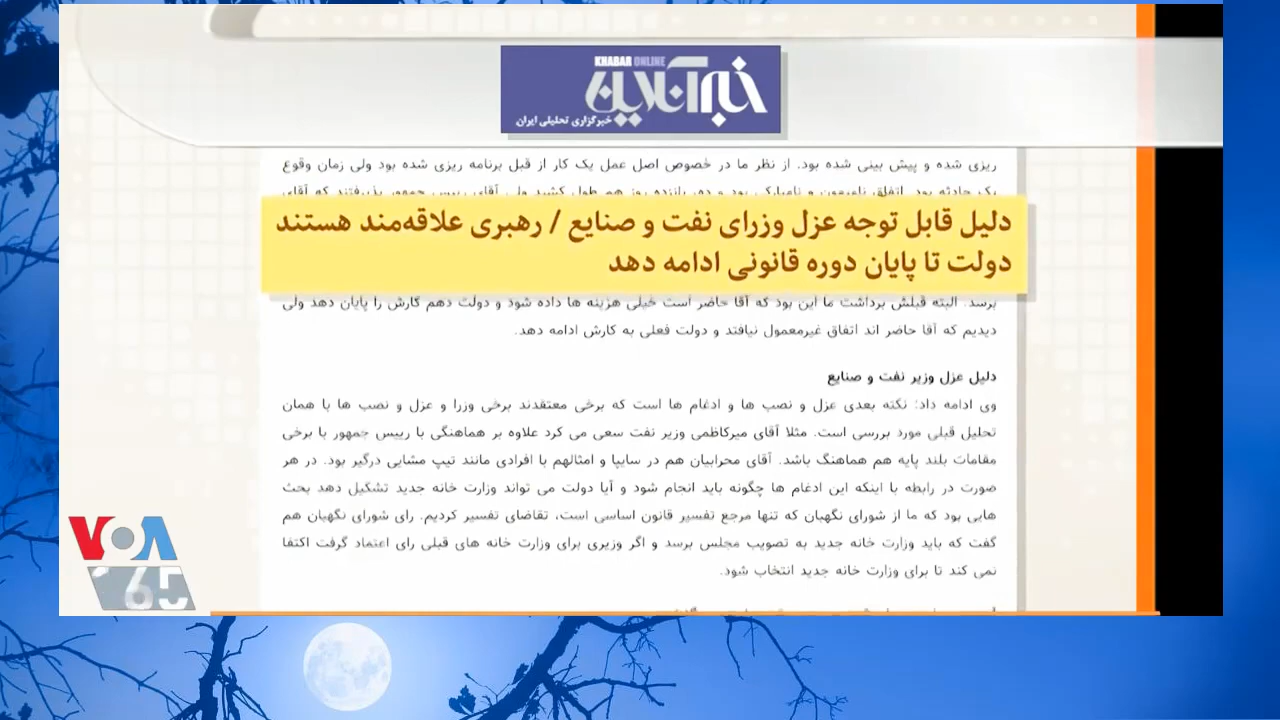 KHABAR ONLINE
خبرآنلاین
خبرگزاری تحلیلی ایران
ریزی شده و پیش بینی شده بود. از نظر ما در خصوص اصل عمل یک کار از قبل برنامه ریزی شده بود ولی زمان وقوع
دلیل قابل توجه عزل وزرای نفت و صنایع / رهبری علاقه‌مند هستند
دولت تا پایان دوره قانونی ادامه دهد
برسد. البته قبلش برداشت ما این بود که آقا حاضر است خیلی هزینه ها داده شود و دولت دهم کارش را پایان دهد ولی
دیدیم که آقا حاضر اند اتفاق غیرمعمول نیافتد و دولت فعلی به کارش ادامه دهد.
دلیل عزل وزیر نفت و صنایع
وی ادامه داد: نکته بعدی عزل و نصب ها و ادغام ها است که برخی معتقدند برخی وزرا و عزل و نصب ها با همان
تحلیل قبلی مورد بررسی است. مثلا آقای میرکاظمی وزیر نفت سعی می کرد علاوه بر هماهنگی با رییس جمهور با برخی
مقامات بلند پایه هم هماهنگ باشد. آقای محرابیان هم در سایپا و امثالهم با افرادی مانند تیپ مشایی درگیر بود. در هر
صورت در رابطه با اینکه این ادغام ها چگونه باید انجام شود و آیا دولت می تواند وزارت خانه جدید تشکیل دهد بحث
هایی بود که ما از شورای نگهبان که تنها مرجع تفسیر قانون اساسی است، تقاضای تفسیر کردیم. رای شورای نگهبان هم
گفت که باید وزارت خانه جدید به تصویب مجلس برسد و اگر وزیری برای وزارت خانه های قبلی رای اعتماد گرفت اکتفا
نمی کند تا برای وزارت خانه جدید انتخاب شود.
VOA
365